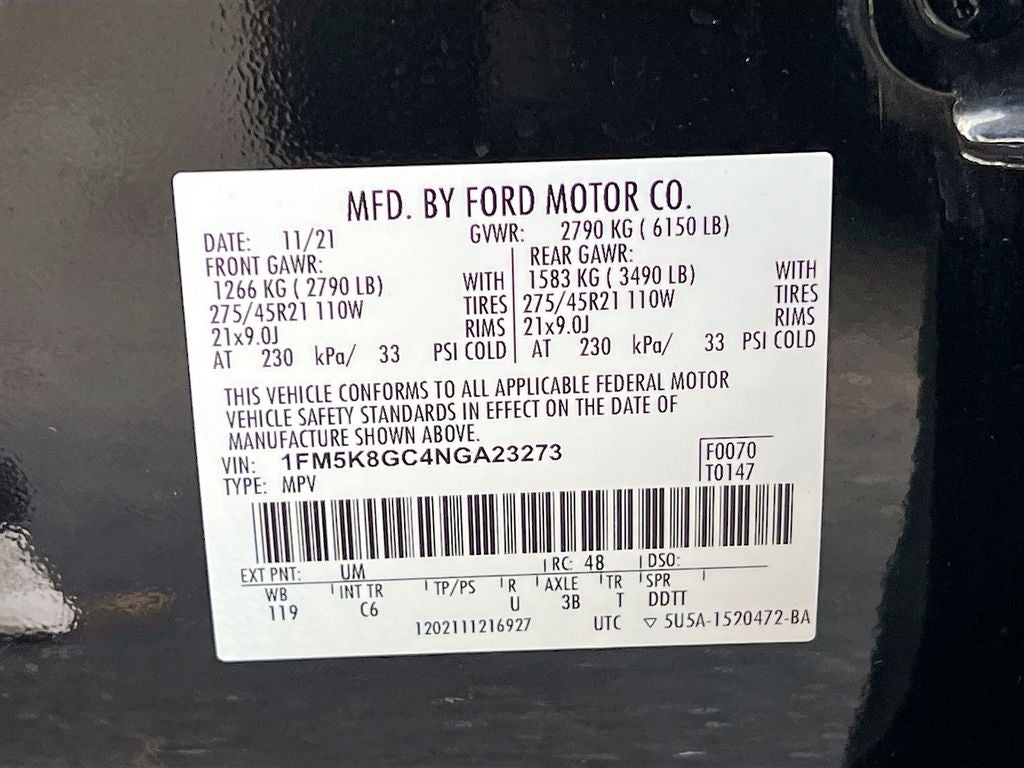 MFD. BY FORD MOTOR CO.
DATE: 11/21 GVWR: 2790 KG ( 6150 LB)
FRONT GAWR: REAR GAWR:
1266 KG ( 2790 LB) WITH 1583 KG ( 3490 LB) WITH
275/45R21 110W TIRES 275/45R21 110W TIRES
21x9.0J RIMS 21x9.0J RIMS
AT 230 kPa/ 33 PSI COLD AT 230 kPa/ 33 PSI COLD
THIS VEHICLE CONFORMS TO ALL APPLICABLE FEDERAL MOTOR
VEHICLE SAFETY STANDARDS IN EFFECT ON THE DATE OF
MANUFACTURE SHOWN ABOVE.
VIN: 1FM5K8GC4NGA23273 F0070
TYPE: MPV T0147
EXT PNT: UM RC: 48 DSO:
WB INT TR TP/PS R AXLE TR SPR
119 C6 U 3B T DDTT
1202111216927 UTC ▽ 5U5A-1520472-BA